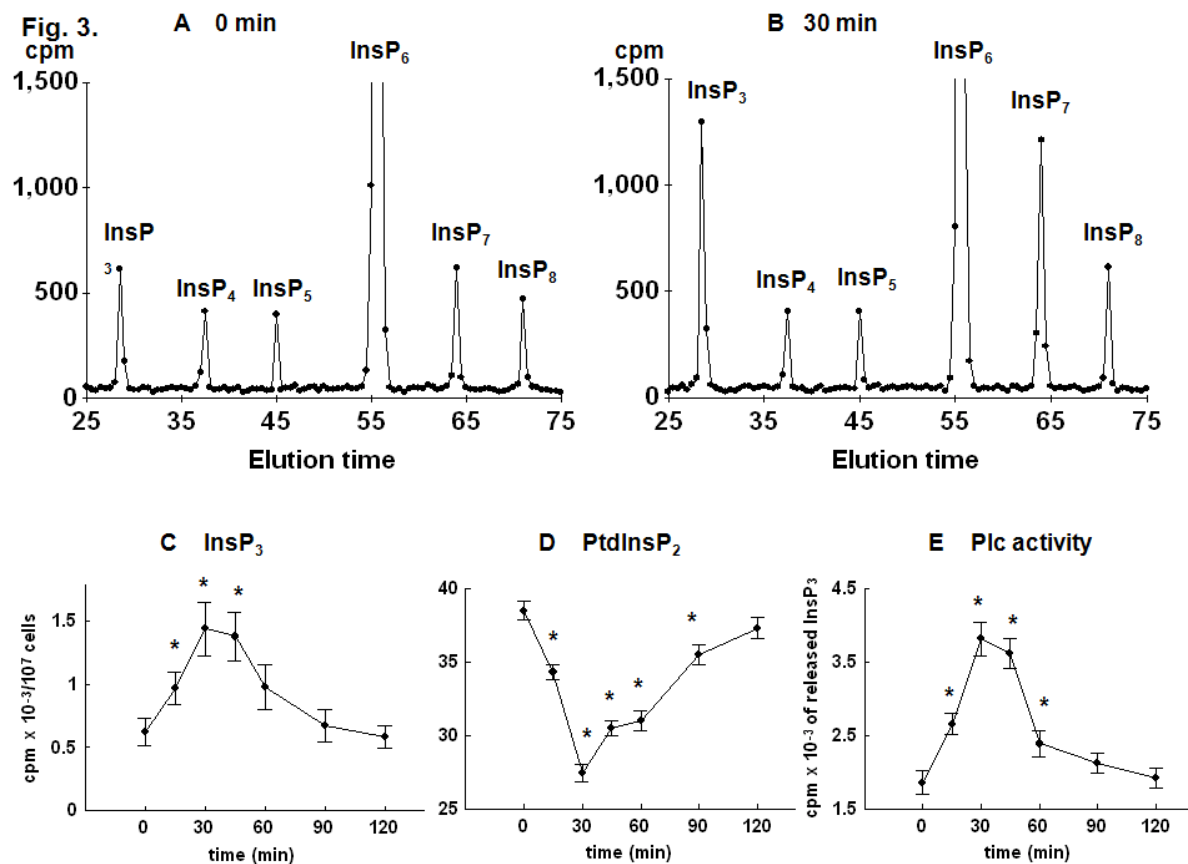 Fig. 3.
A 0 min
cpm
1,500
1,000
500
0
InsP
3
InsP₄
InsP₅
InsP₆
InsP₇
InsP₈
25 35 45 55 65 75
Elution time
B 30 min
cpm
1,500
1,000
500
0
InsP₃
InsP₄
InsP₅
InsP₆
InsP₇
InsP₈
25 35 45 55 65 75
Elution time
C InsP₃
cpm x 10⁻³/10⁷ cells
1.5
1
0.5
0
* * *
0 30 60 90 120
time (min)
D PtdInsP₂
40
35
30
25
* * * * *
0 30 60 90 120
time (min)
E Plc activity
cpm x 10⁻³ of released InsP₃
4.5
3.5
2.5
1.5
* * * *
0 30 60 90 120
time (min)